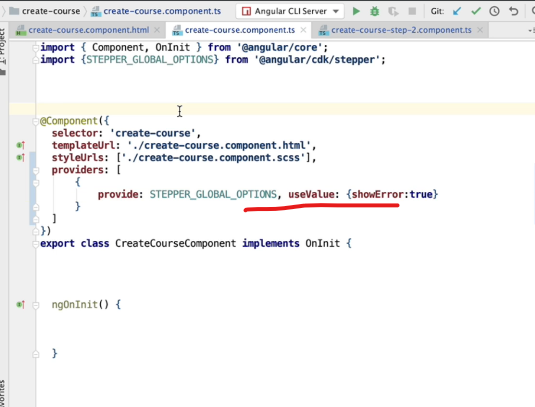 create-course create-course.component.ts Angular CLI Server Git:
create-course.component.html create-course.component.ts create-course-step-2.component.ts
1: Project
import { Component, OnInit } from '@angular/core';
import {STEPPER_GLOBAL_OPTIONS} from '@angular/cdk/stepper';
@Component({
selector: 'create-course',
templateUrl: './create-course.component.html',
styleUrls: ['./create-course.component.scss'],
providers: [
{
provide: STEPPER_GLOBAL_OPTIONS, useValue: {showError:true}
}
]
})
export class CreateCourseComponent implements OnInit {
ngOnInit() {
}